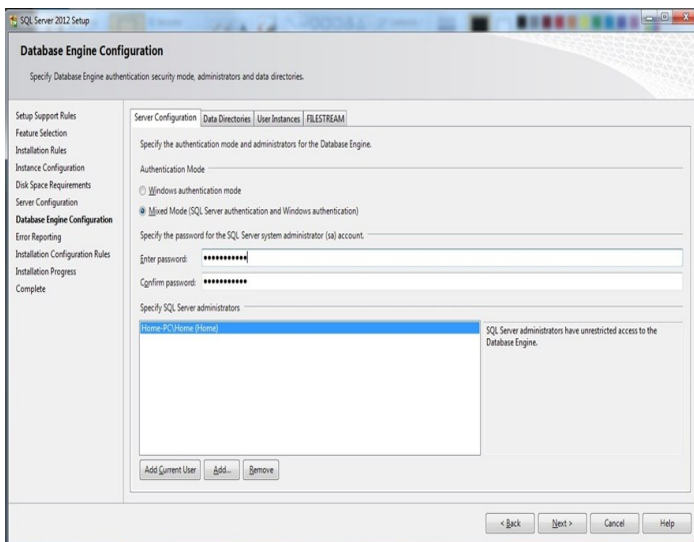 SQL Server 2012 Setup
Database Engine Configuration
Specify Database Engine authentication security mode, administrators and data directories.
Setup Support Rules
Feature Selection
Installation Rules
Instance Configuration
Disk Space Requirements
Server Configuration
Database Engine Configuration
Error Reporting
Installation Configuration Rules
Installation Progress
Complete
Server Configuration Data Directories User Instances FILESTREAM
Specify the authentication mode and administrators for the Database Engine.
Authentication Mode
Windows authentication mode
Mixed Mode (SQL Server authentication and Windows authentication)
Specify the password for the SQL Server system administrator (sa) account.
Enter password: ●●●●●●●●●●●
Confirm password: ●●●●●●●●●●●
Specify SQL Server administrators
Home-PC\Home (Home)
SQL Server administrators have unrestricted access to the
Database Engine.
Add Current User Add... Remove
< Back Next > Cancel Help